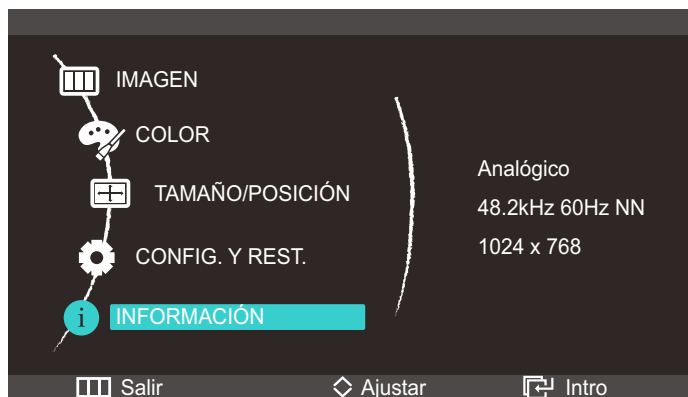 IMAGEN
COLOR
TAMAÑO/POSICIÓN
CONFIG. Y REST.
i INFORMACIÓN
Analógico
48.2kHz 60Hz NN
1024 x 768
Salir Ajustar Intro